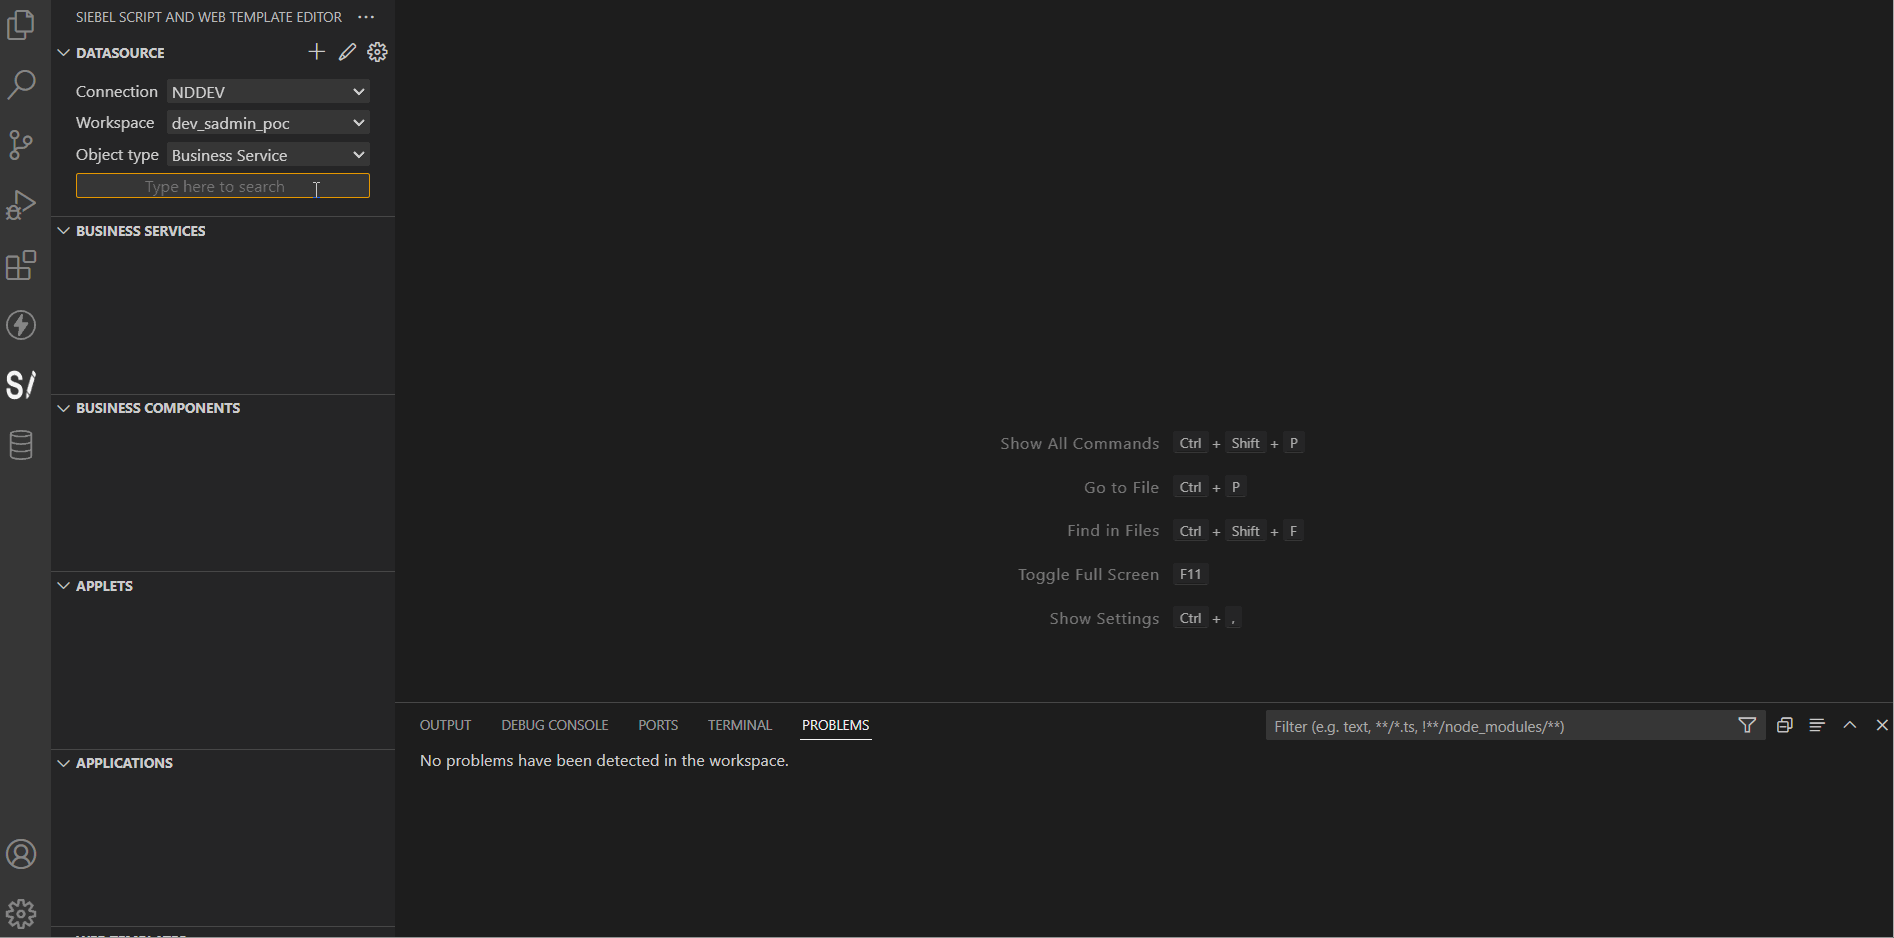 SIEBEL SCRIPT AND WEB TEMPLATE EDITOR ···
DATASOURCE
Connection NDDEV
Workspace dev_sadmin_poc
Object type Business Service
Type here to search
BUSINESS SERVICES
BUSINESS COMPONENTS
APPLETS
APPLICATIONS
WEB TEMPLATES
Show All Commands Ctrl + Shift + P
Go to File Ctrl + P
Find in Files Ctrl + Shift + F
Toggle Full Screen F11
Show Settings Ctrl + ,
OUTPUT DEBUG CONSOLE PORTS TERMINAL PROBLEMS Filter (e.g. text, **/*.ts, !**/node_modules/**)
No problems have been detected in the workspace.